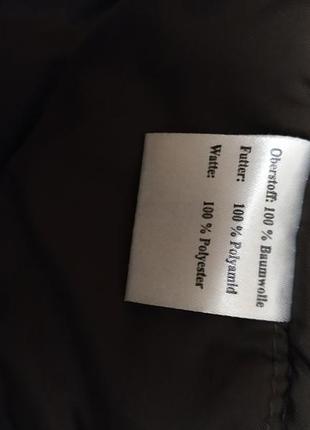 Oberstoff: 100 % Baumwolle
Futter: 100 % Polyamid
Watte: 100 % Polyester